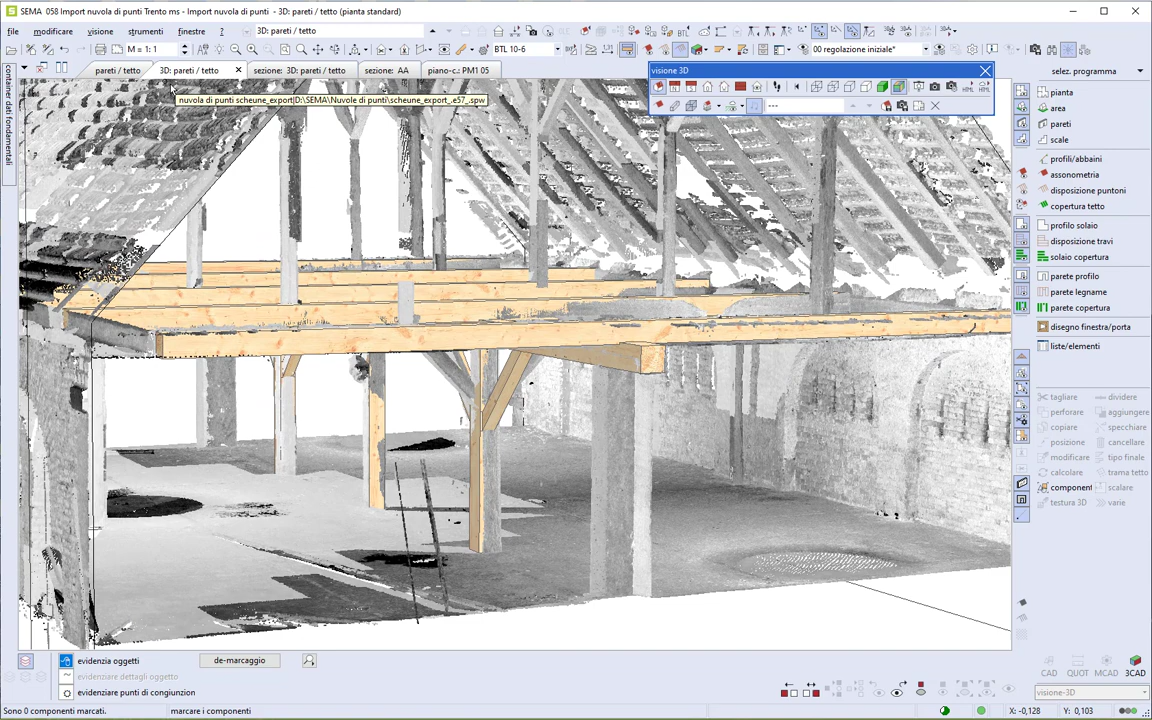 SEMA  058 Import nuvola di punti Trento ms - Import nuvola di punti  - 3D: pareti / tetto (pianta standard)
file
modificare
visione
strumenti
finestre
?
3D: pareti / tetto
M = 1: 1
BTL 10-6
00 regolazione iniziale*
pareti / tetto
3D: pareti / tetto
sezione: 3D: pareti / tetto
sezione: AA
piano-c.: PM1 05
visione 3D
selez. programma
nuvola di punti scheune_export|D:\SEMA\Nuvole di punti\scheune_export_.e57_.spw
---
container dati fondamentali
pianta
area
pareti
scale
profili/abbaini
assonometria
disposizione puntoni
copertura tetto
profilo solaio
disposizione travi
solaio copertura
parete profilo
parete legname
parete copertura
disegno finestra/porta
liste/elementi
tagliare
dividere
perforare
aggiungere
copiare
specchiare
posizione
cancellare
modificare
tipo finale
calcolare
trama tetto
component
scalare
testura 3D
varie
evidenzia oggetti
de-marcaggio
evidenziare dettagli oggetto
evidenziare punti di congiunzion
CAD
QUOT
MCAD
3CAD
visione-3D
Sono 0 componenti marcati.
marcare i componenti
X: -0,128
Y: 0,103